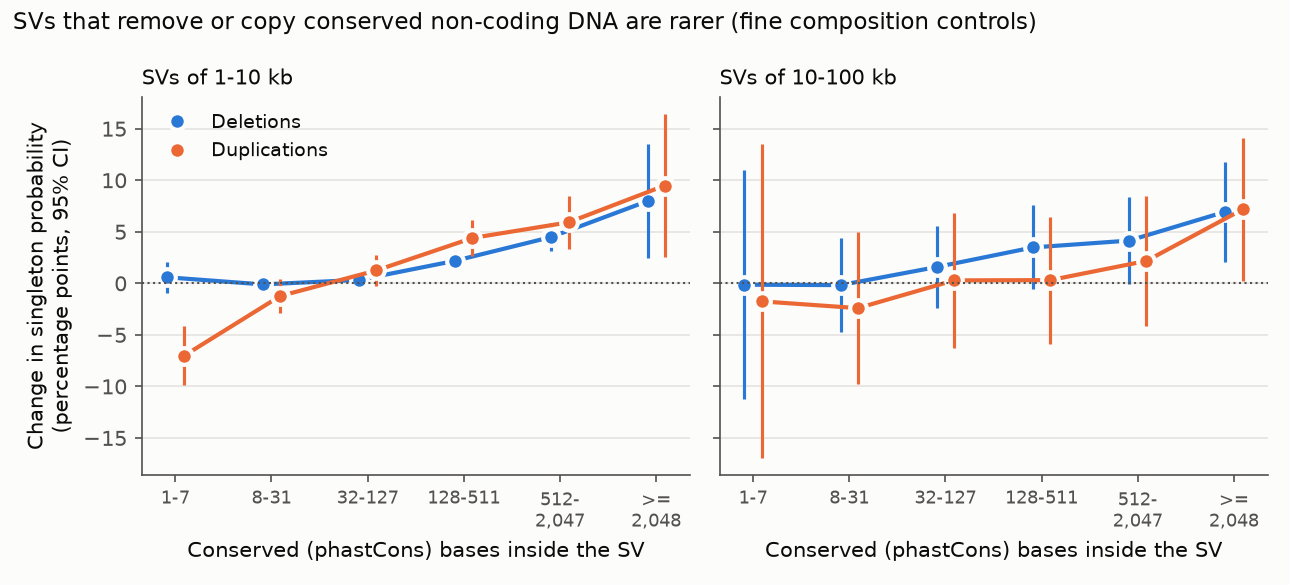 SVs that remove or copy conserved non-coding DNA are rarer (fine composition controls)
SVs of 1-10 kb
SVs of 10-100 kb
Deletions
Duplications
Change in singleton probability
(percentage points, 95% CI)
15
10
5
0
−5
−10
−15
1-7
8-31
32-127
128-511
512-
2,047
>=
2,048
1-7
8-31
32-127
128-511
512-
2,047
>=
2,048
Conserved (phastCons) bases inside the SV
Conserved (phastCons) bases inside the SV